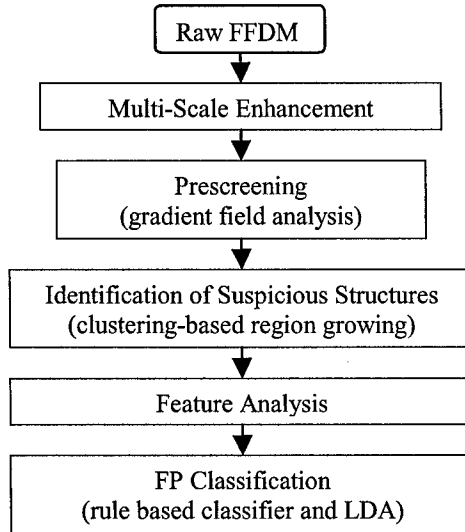 Raw FFDM
Multi-Scale Enhancement
Prescreening
(gradient field analysis)
Identification of Suspicious Structures
(clustering-based region growing)
Feature Analysis
FP Classification
(rule based classifier and LDA)